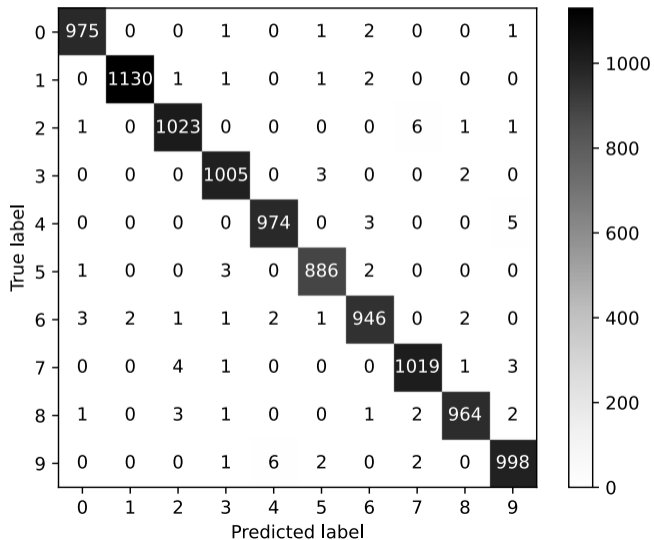 0 975 0 0 1 0 1 2 0 0 1
1 0 1130 1 1 0 1 2 0 0 0
2 1 0 1023 0 0 0 0 6 1 1
3 0 0 0 1005 0 3 0 0 2 0
4 0 0 0 0 974 0 3 0 0 5
5 1 0 0 3 0 886 2 0 0 0
6 3 2 1 1 2 1 946 0 2 0
7 0 0 4 1 0 0 0 1019 1 3
8 1 0 3 1 0 0 1 2 964 2
9 0 0 0 1 6 2 0 2 0 998
0 1 2 3 4 5 6 7 8 9
Predicted label
True label
1000
800
600
400
200
0